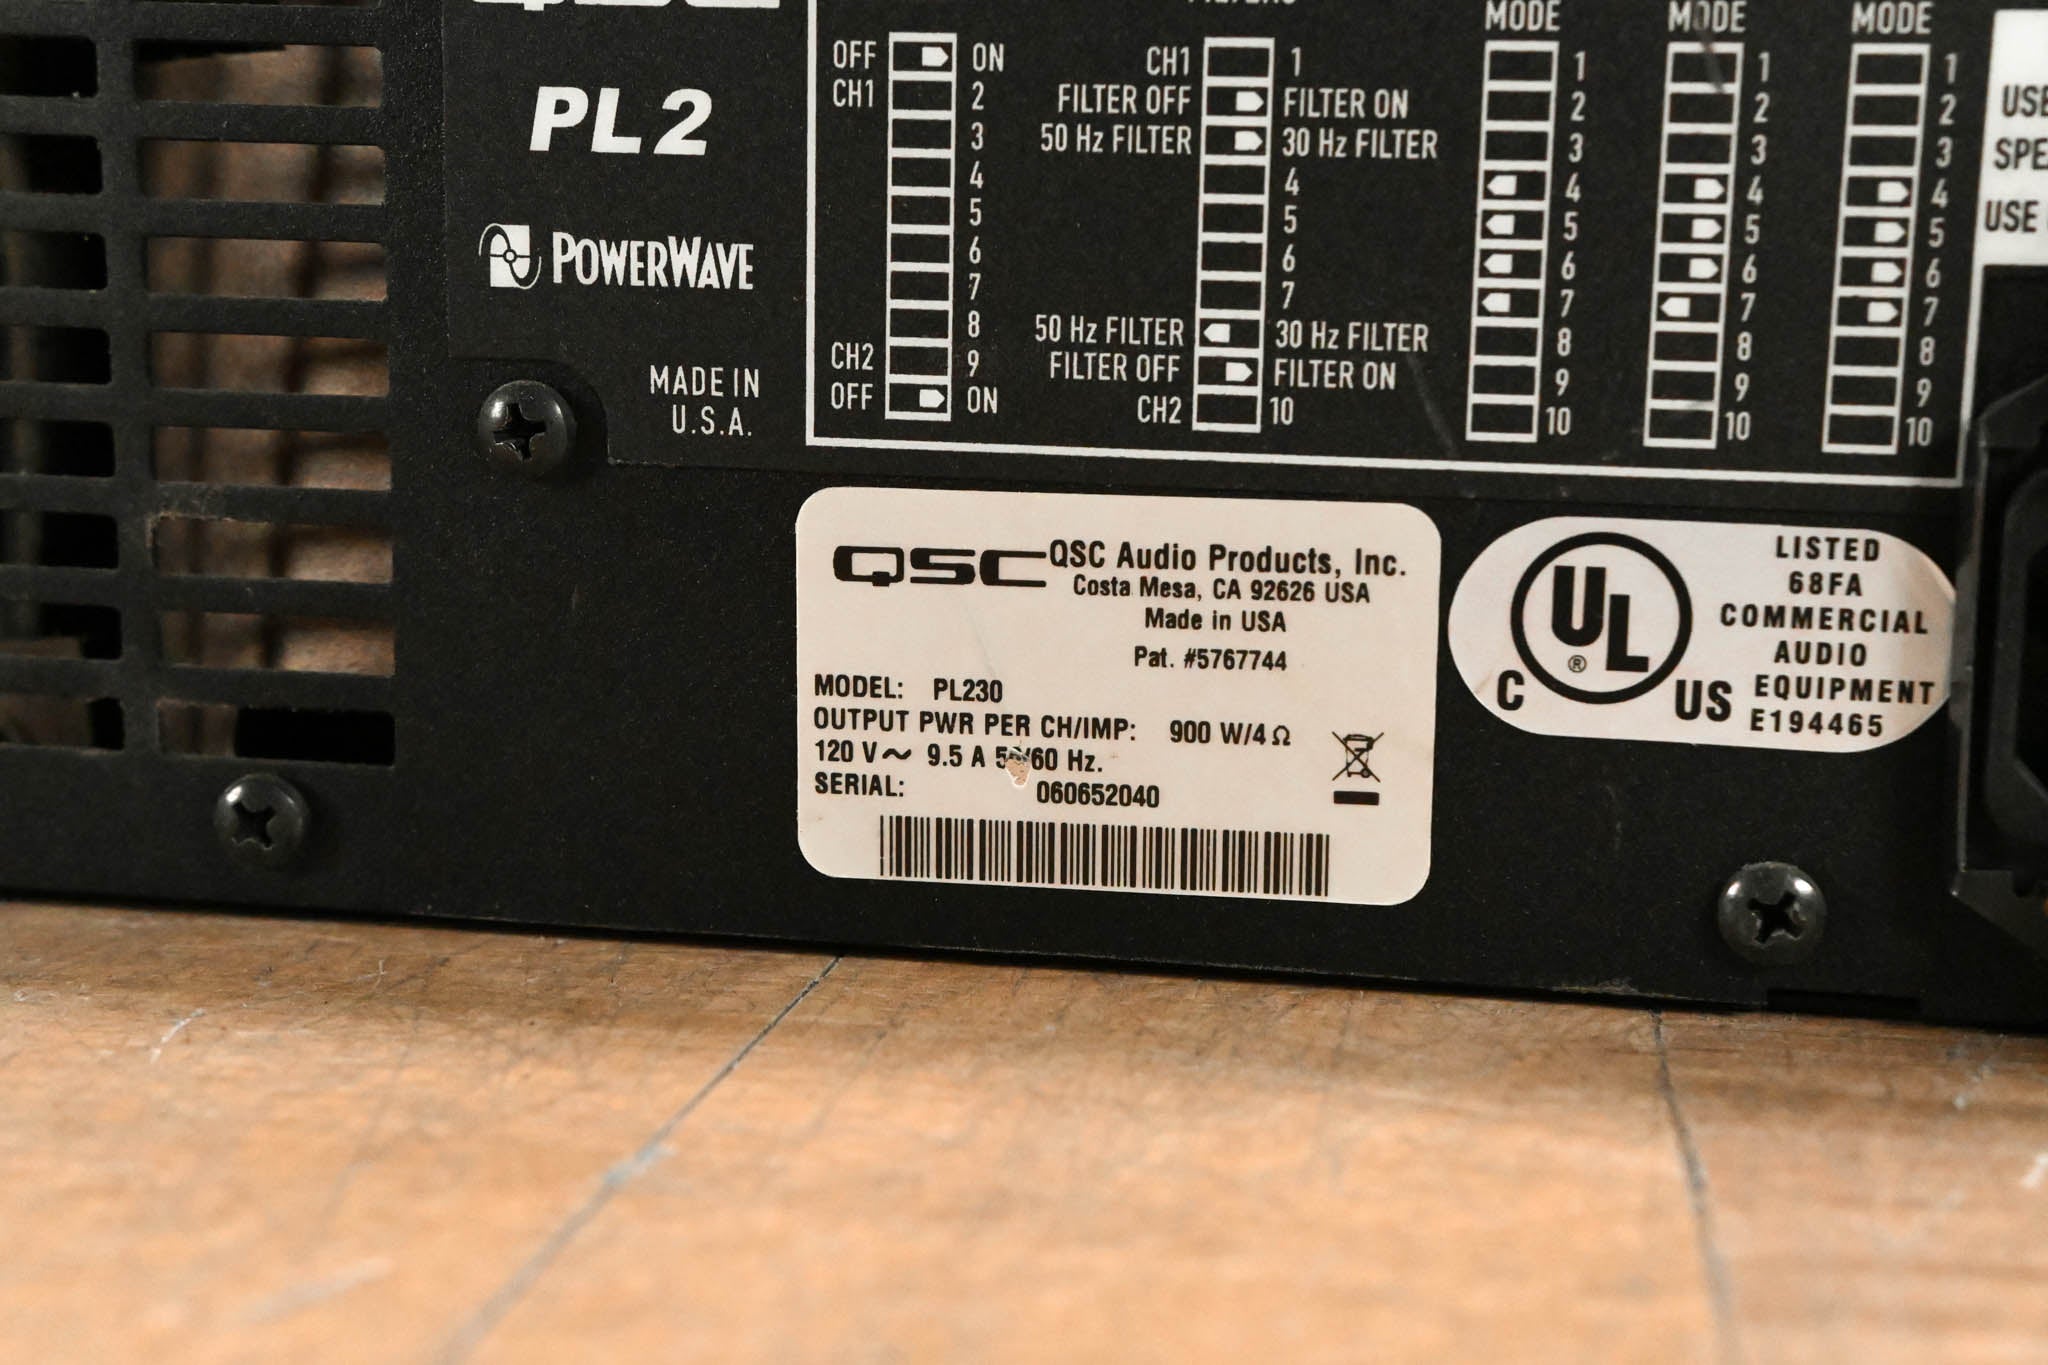 QSC
PL2
POWERWAVE
MADE IN
U.S.A.
OFF ON
CH1 2
3
4
5
6
7
8
CH2 9
OFF ON
FILTERS
CH1 1
FILTER OFF FILTER ON
50 Hz FILTER 30 Hz FILTER
4
5
6
7
50 Hz FILTER 30 Hz FILTER
FILTER OFF FILTER ON
CH2 10
MODE
1
2
3
4
5
6
7
8
9
10
MODE
1
2
3
4
5
6
7
8
9
10
MODE
1
2
3
4
5
6
7
8
9
10
USE
QSC QSC Audio Products, Inc.
Costa Mesa, CA 92626 USA
Made in USA
Pat. #5767744
MODEL: PL230
OUTPUT PWR PER CH/IMP: 900 W/4 Ω
120 V~ 9.5 A 50/60 Hz.
SERIAL: 060652040
C UL ® US
LISTED
68FA
COMMERCIAL
AUDIO
EQUIPMENT
E194465